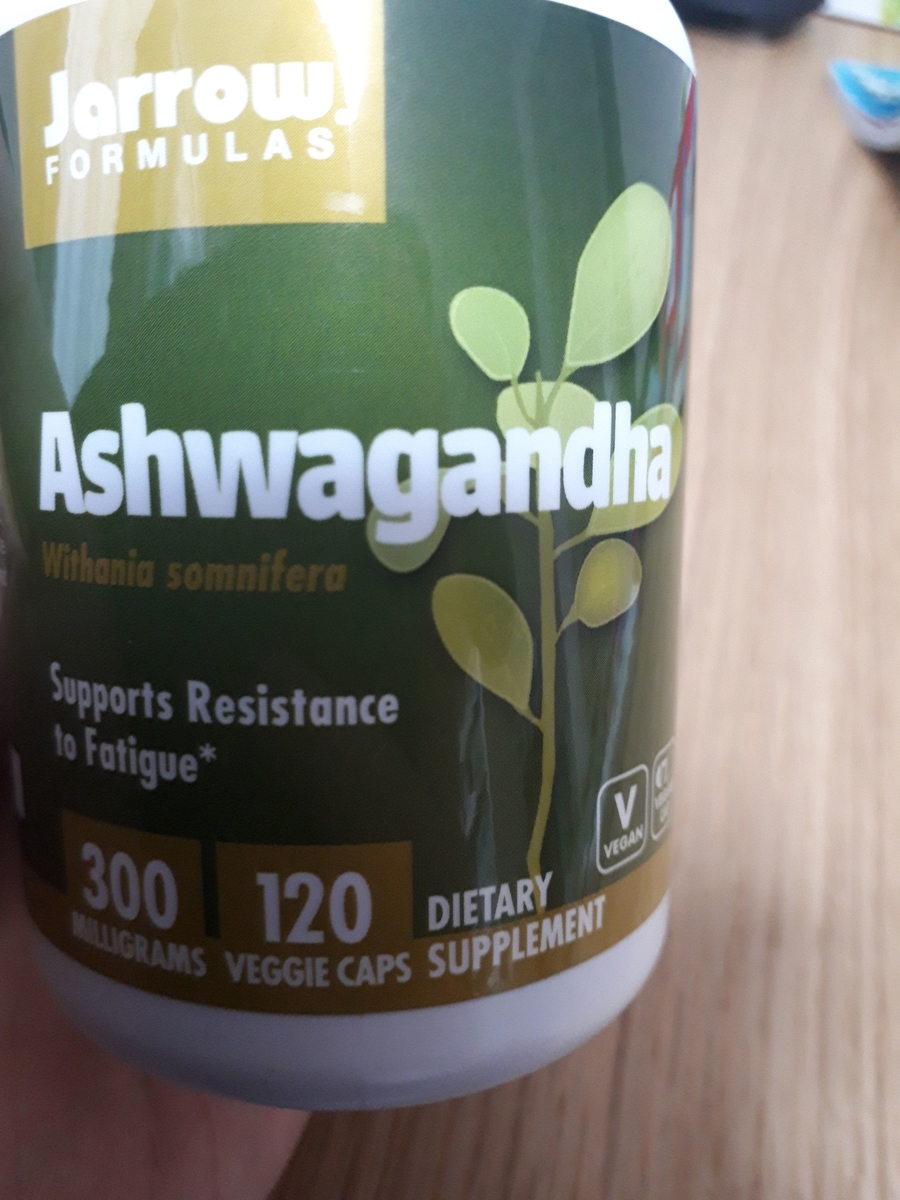 Jarrow
FORMULAS
Ashwagandha
Withania somnifera
Supports Resistance
to Fatigue*
300
MILLIGRAMS
120
VEGGIE CAPS
DIETARY
SUPPLEMENT
V
VEGAN